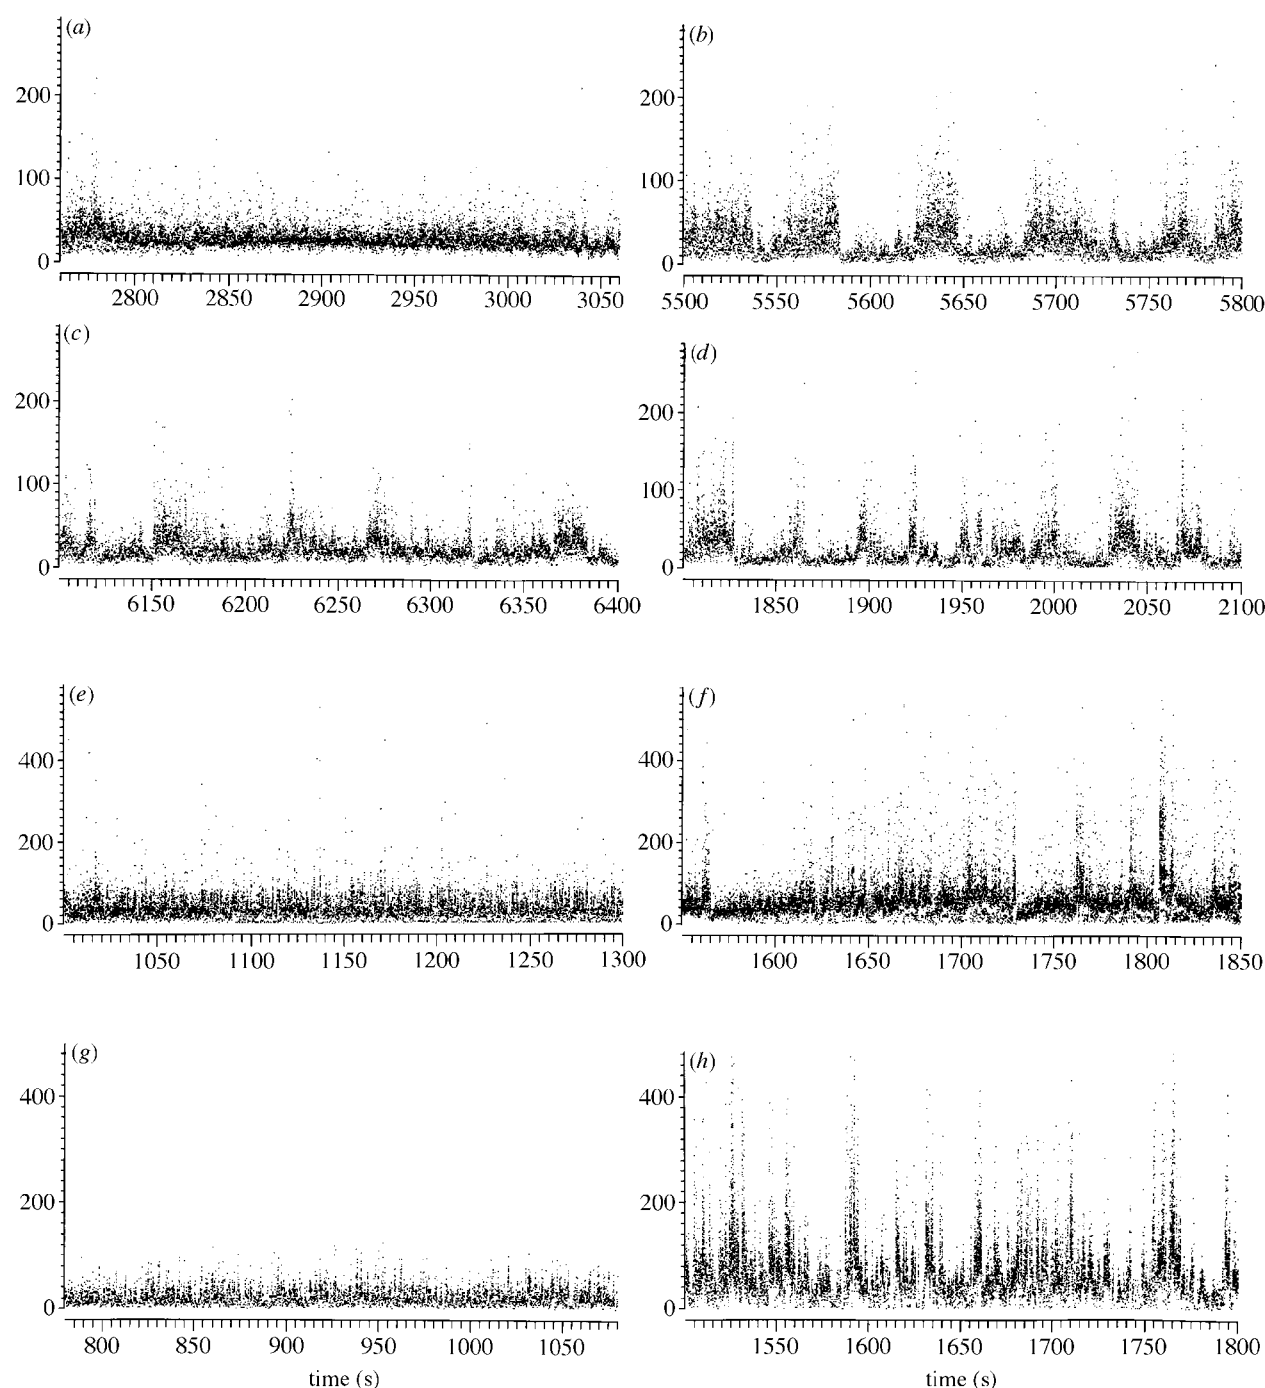 (a)
200
100
0
2800 2850 2900 2950 3000 3050
(b)
200
100
0
5500 5550 5600 5650 5700 5750 5800
(c)
200
100
0
6150 6200 6250 6300 6350 6400
(d)
200
100
0
1850 1900 1950 2000 2050 2100
(e)
400
200
0
1050 1100 1150 1200 1250 1300
(f)
400
200
0
1600 1650 1700 1750 1800 1850
(g)
400
200
0
800 850 900 950 1000 1050
time (s)
(h)
400
200
0
1550 1600 1650 1700 1750 1800
time (s)